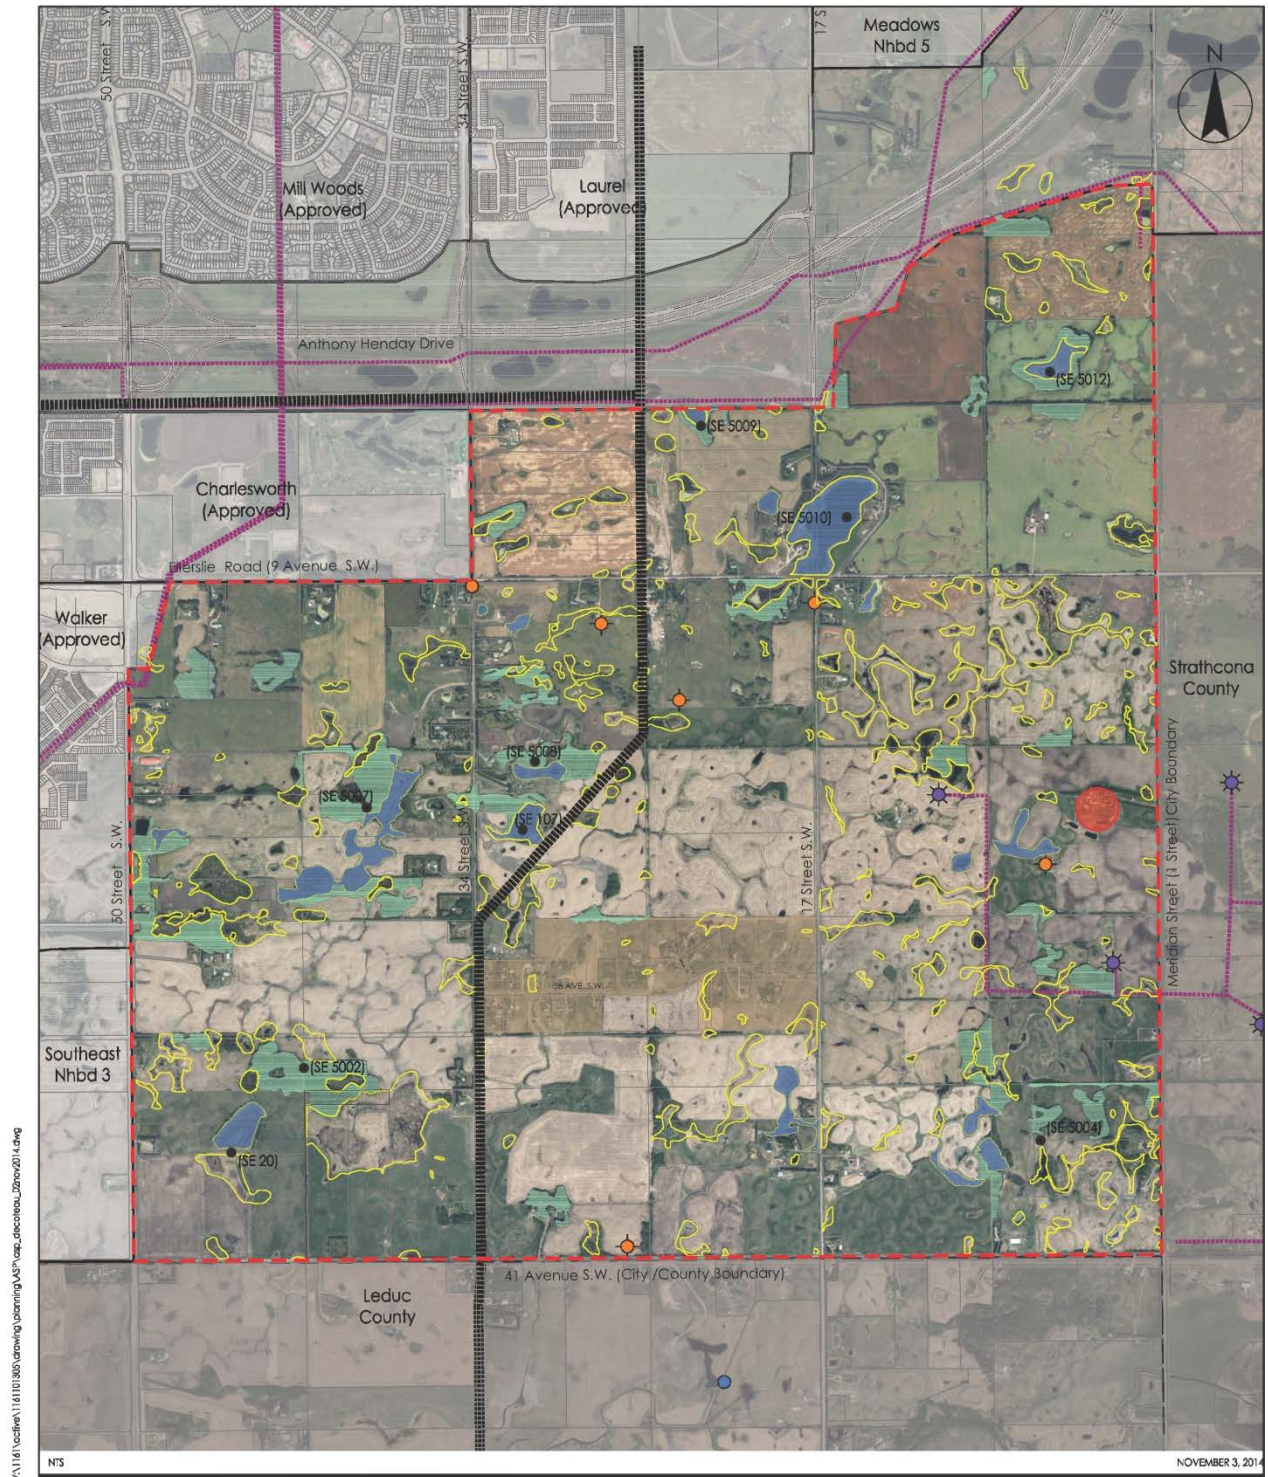 50 Street S.W.
34 Street S.W.
17 S
Meadows
Nhbd 5
N
Mill Woods
(Approved)
Laurel
(Approved)
Anthony Henday Drive
(SE 5012)
(SE 5009)
Charlesworth
(Approved)
(SE 5010)
Ellerslie Road (9 Avenue S.W.)
Walker
(Approved)
Strathcona
County
(SE 5008)
(SE 5007)
(SE 107)
50 Street S.W.
34 Street S.W.
17 Street S.W.
Meridian Street (1 Street) City Boundary
Southeast
Nhbd 3
(SE 5002)
(SE 5004)
(SE 20)
41 Avenue S.W. (City /County Boundary)
Leduc
County
NTS
NOVEMBER 3, 2014